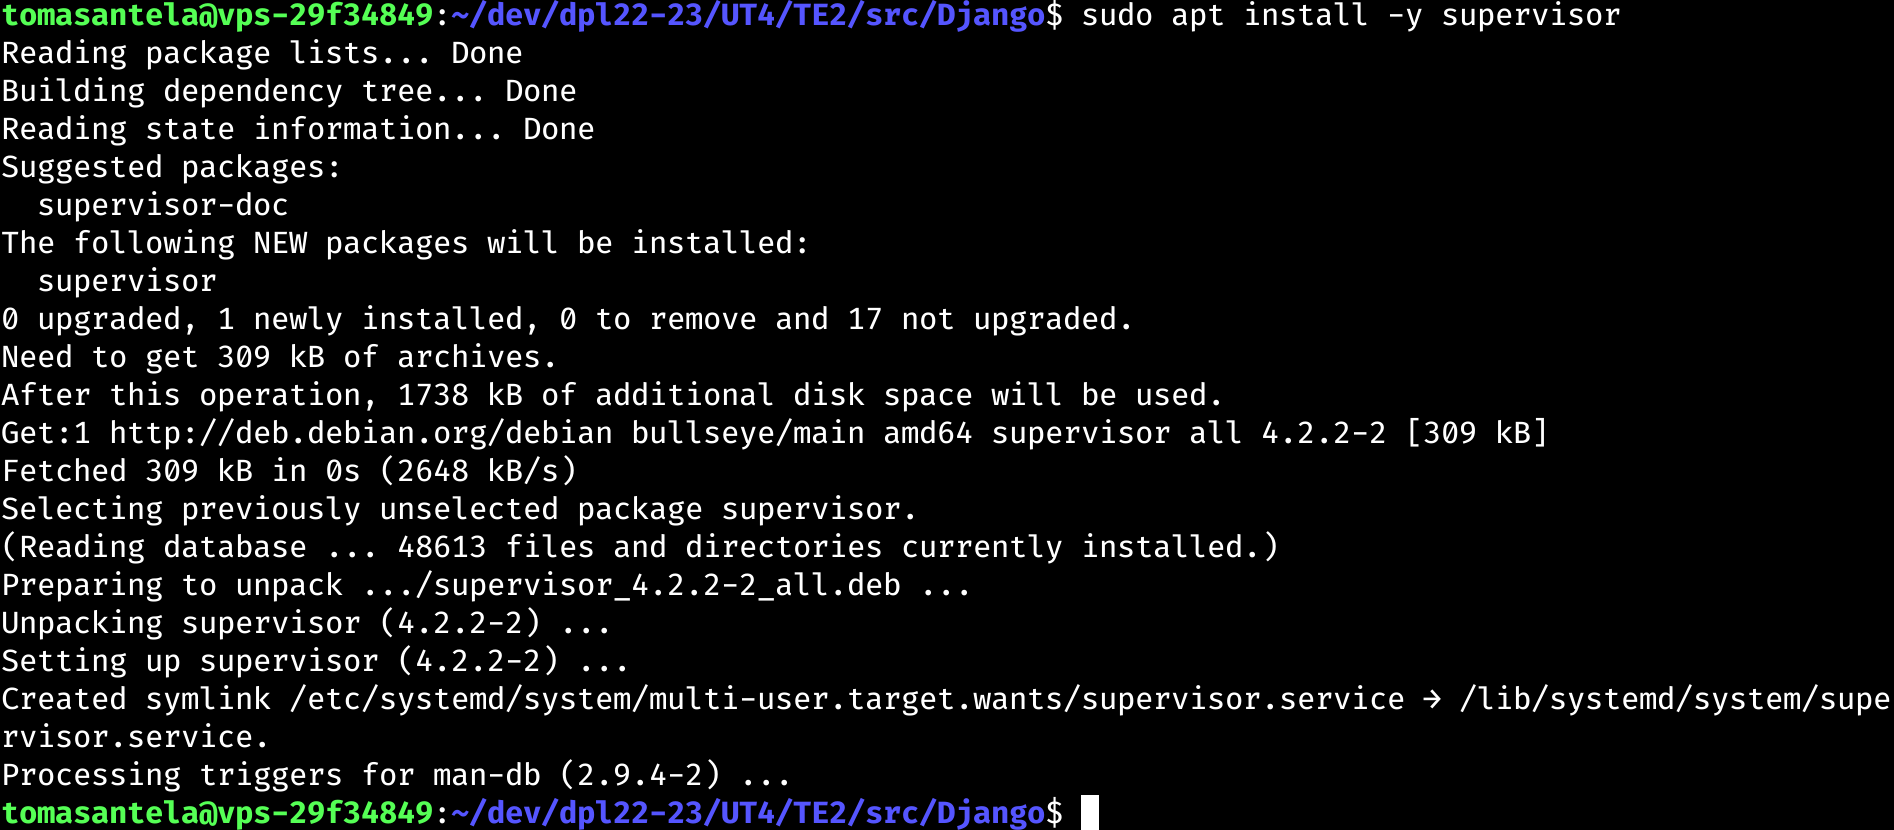 tomasantela@vps-29f34849:~/dev/dpl22-23/UT4/TE2/src/Django$ sudo apt install -y supervisor
Reading package lists... Done
Building dependency tree... Done
Reading state information... Done
Suggested packages:
  supervisor-doc
The following NEW packages will be installed:
  supervisor
0 upgraded, 1 newly installed, 0 to remove and 17 not upgraded.
Need to get 309 kB of archives.
After this operation, 1738 kB of additional disk space will be used.
Get:1 http://deb.debian.org/debian bullseye/main amd64 supervisor all 4.2.2-2 [309 kB]
Fetched 309 kB in 0s (2648 kB/s)
Selecting previously unselected package supervisor.
(Reading database ... 48613 files and directories currently installed.)
Preparing to unpack .../supervisor_4.2.2-2_all.deb ...
Unpacking supervisor (4.2.2-2) ...
Setting up supervisor (4.2.2-2) ...
Created symlink /etc/systemd/system/multi-user.target.wants/supervisor.service → /lib/systemd/system/supe
rvisor.service.
Processing triggers for man-db (2.9.4-2) ...
tomasantela@vps-29f34849:~/dev/dpl22-23/UT4/TE2/src/Django$